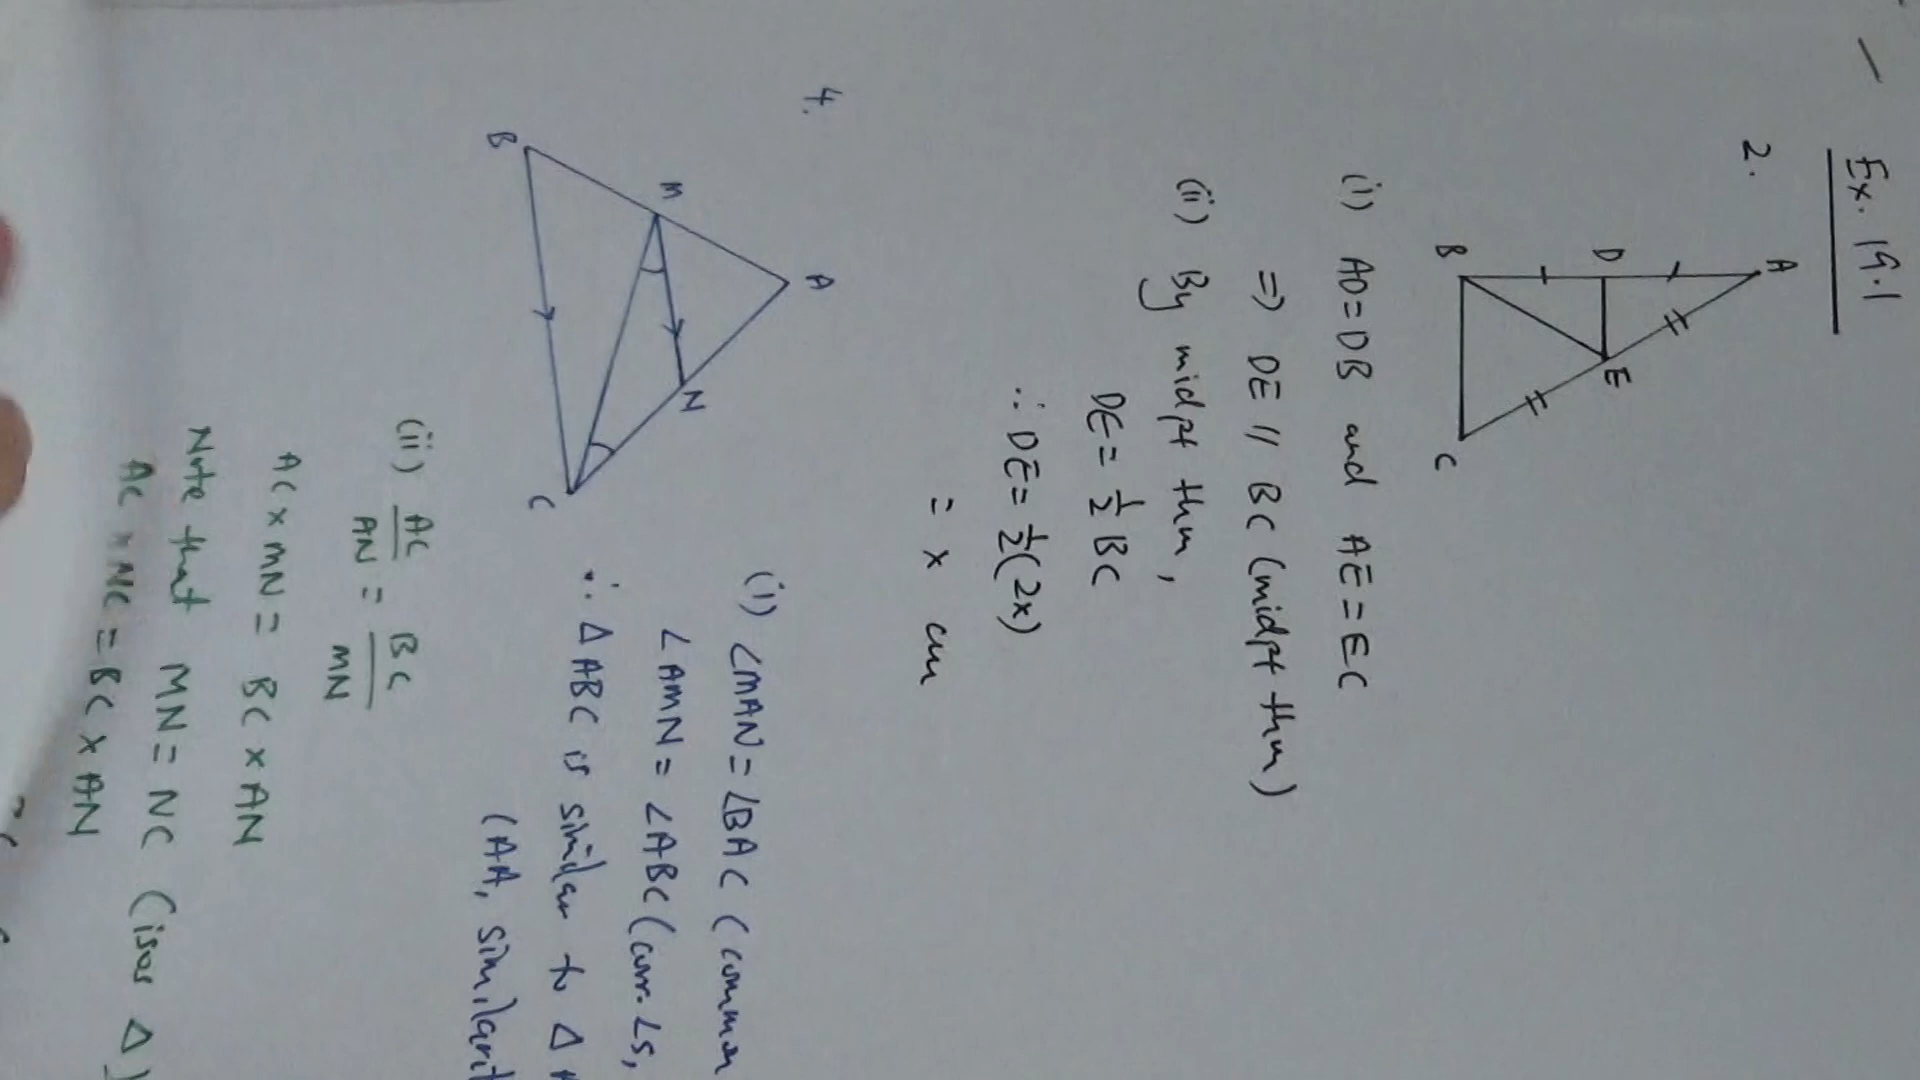 Ex. 19.1
2.
A
D
E
B
C
(i) AD = DB and AE = EC
⇒ DE // BC (midpt thm)
(ii) By midpt thm,
DE = ½ BC
∴ DE = ½(2x)
= x cm
4.
A
M
N
B
C
(i) ∠MAN = ∠BAC (common
∠AMN = ∠ABC (corr. ∠s,
∴ △ABC is similar to △
(AA, similarit
(ii) AC/AN = BC/MN
AC × MN = BC × AN
Note that MN = NC (isos △)
AC × NC = BC × AN